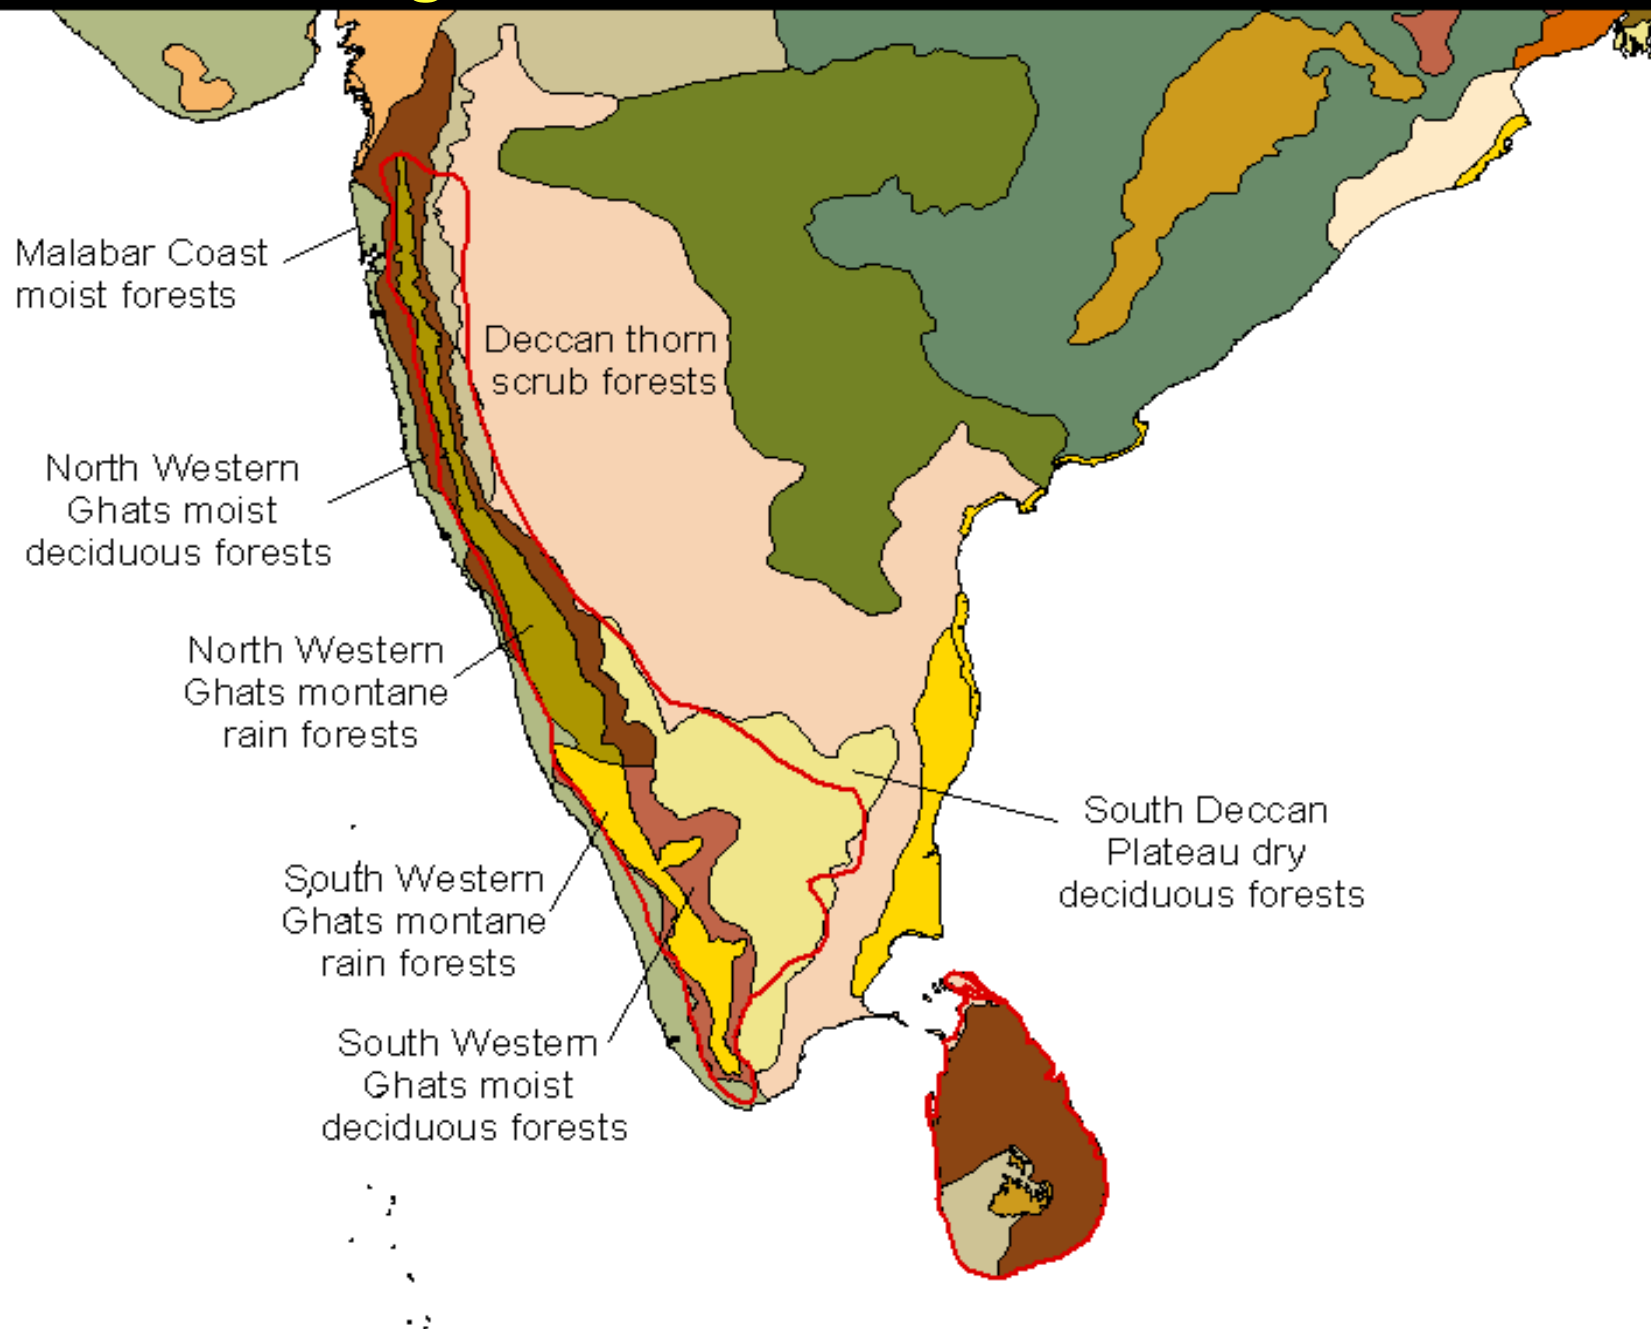 Malabar Coast
moist forests
Deccan thorn
scrub forests
North Western
Ghats moist
deciduous forests
North Western
Ghats montane
rain forests
South Deccan
Plateau dry
deciduous forests
South Western
Ghats montane
rain forests
South Western
Ghats moist
deciduous forests